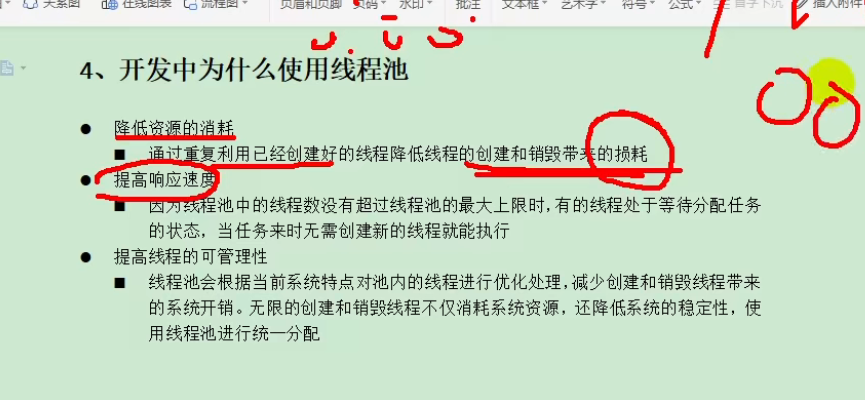 关系图 在线图表 流程图 页眉和页脚 页码 水印 批注 文本框 艺术字 符号 公式 首字下沉 插入附件
4、开发中为什么使用线程池
● 降低资源的消耗
■ 通过重复利用已经创建好的线程降低线程的创建和销毁带来的损耗
● 提高响应速度
■ 因为线程池中的线程数没有超过线程池的最大上限时,有的线程处于等待分配任务
的状态，当任务来时无需创建新的线程就能执行
● 提高线程的可管理性
■ 线程池会根据当前系统特点对池内的线程进行优化处理,减少创建和销毁线程带来
的系统开销。无限的创建和销毁线程不仅消耗系统资源，还降低系统的稳定性，使
用线程池进行统一分配